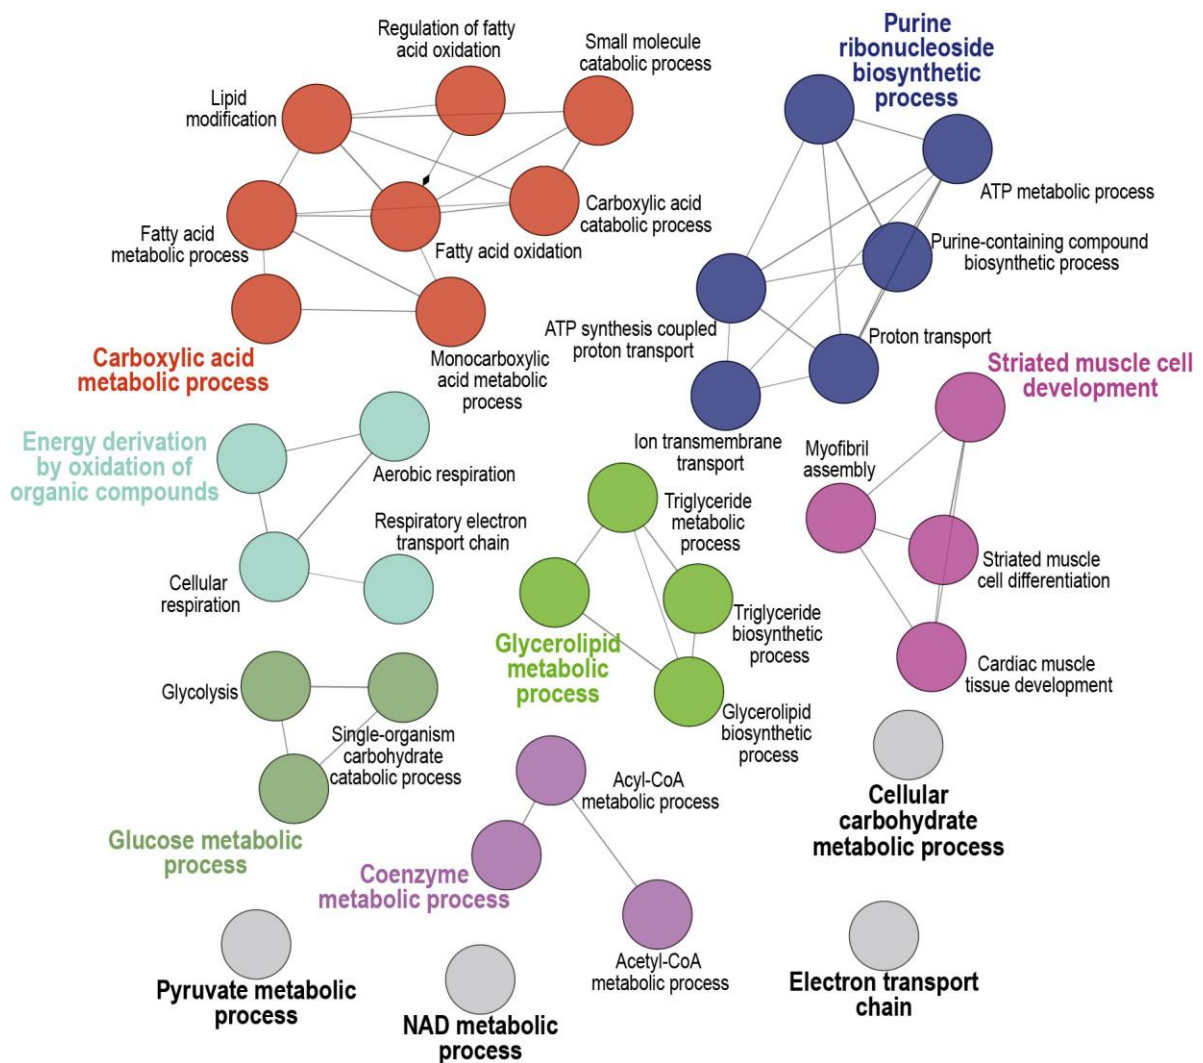 Regulation of fatty
acid oxidation
Small molecule
catabolic process
Lipid
modification
Carboxylic acid
catabolic process
Fatty acid
metabolic process
Fatty acid oxidation
Carboxylic acid
metabolic process
Monocarboxylic
acid metabolic
process
Purine
ribonucleoside
biosynthetic
process
ATP metabolic process
Purine-containing compound
biosynthetic process
ATP synthesis coupled
proton transport
Proton transport
Ion transmembrane
transport
Striated muscle cell
development
Myofibril
assembly
Striated muscle
cell differentiation
Cardiac muscle
tissue development
Energy derivation
by oxidation of
organic compounds
Aerobic respiration
Respiratory electron
transport chain
Cellular
respiration
Triglyceride
metabolic
process
Triglyceride
biosynthetic
process
Glycerolipid
metabolic
process
Glycerolipid
biosynthetic
process
Glycolysis
Single-organism
carbohydrate
catabolic process
Glucose metabolic
process
Acyl-CoA
metabolic process
Coenzyme
metabolic process
Acetyl-CoA
metabolic process
Cellular
carbohydrate
metabolic process
Pyruvate metabolic
process
NAD metabolic
process
Electron transport
chain